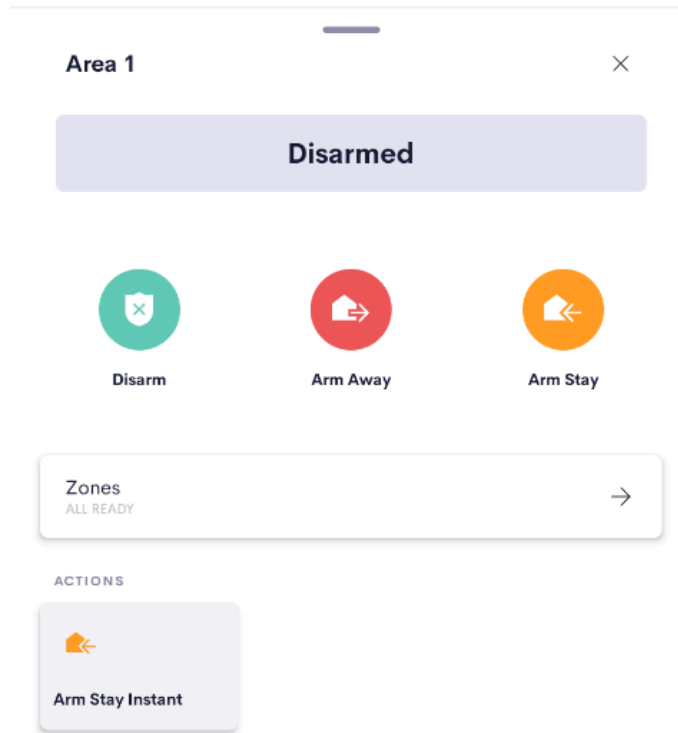 Area 1
Disarmed
Disarm
Arm Away
Arm Stay
Zones
ALL READY
ACTIONS
Arm Stay Instant